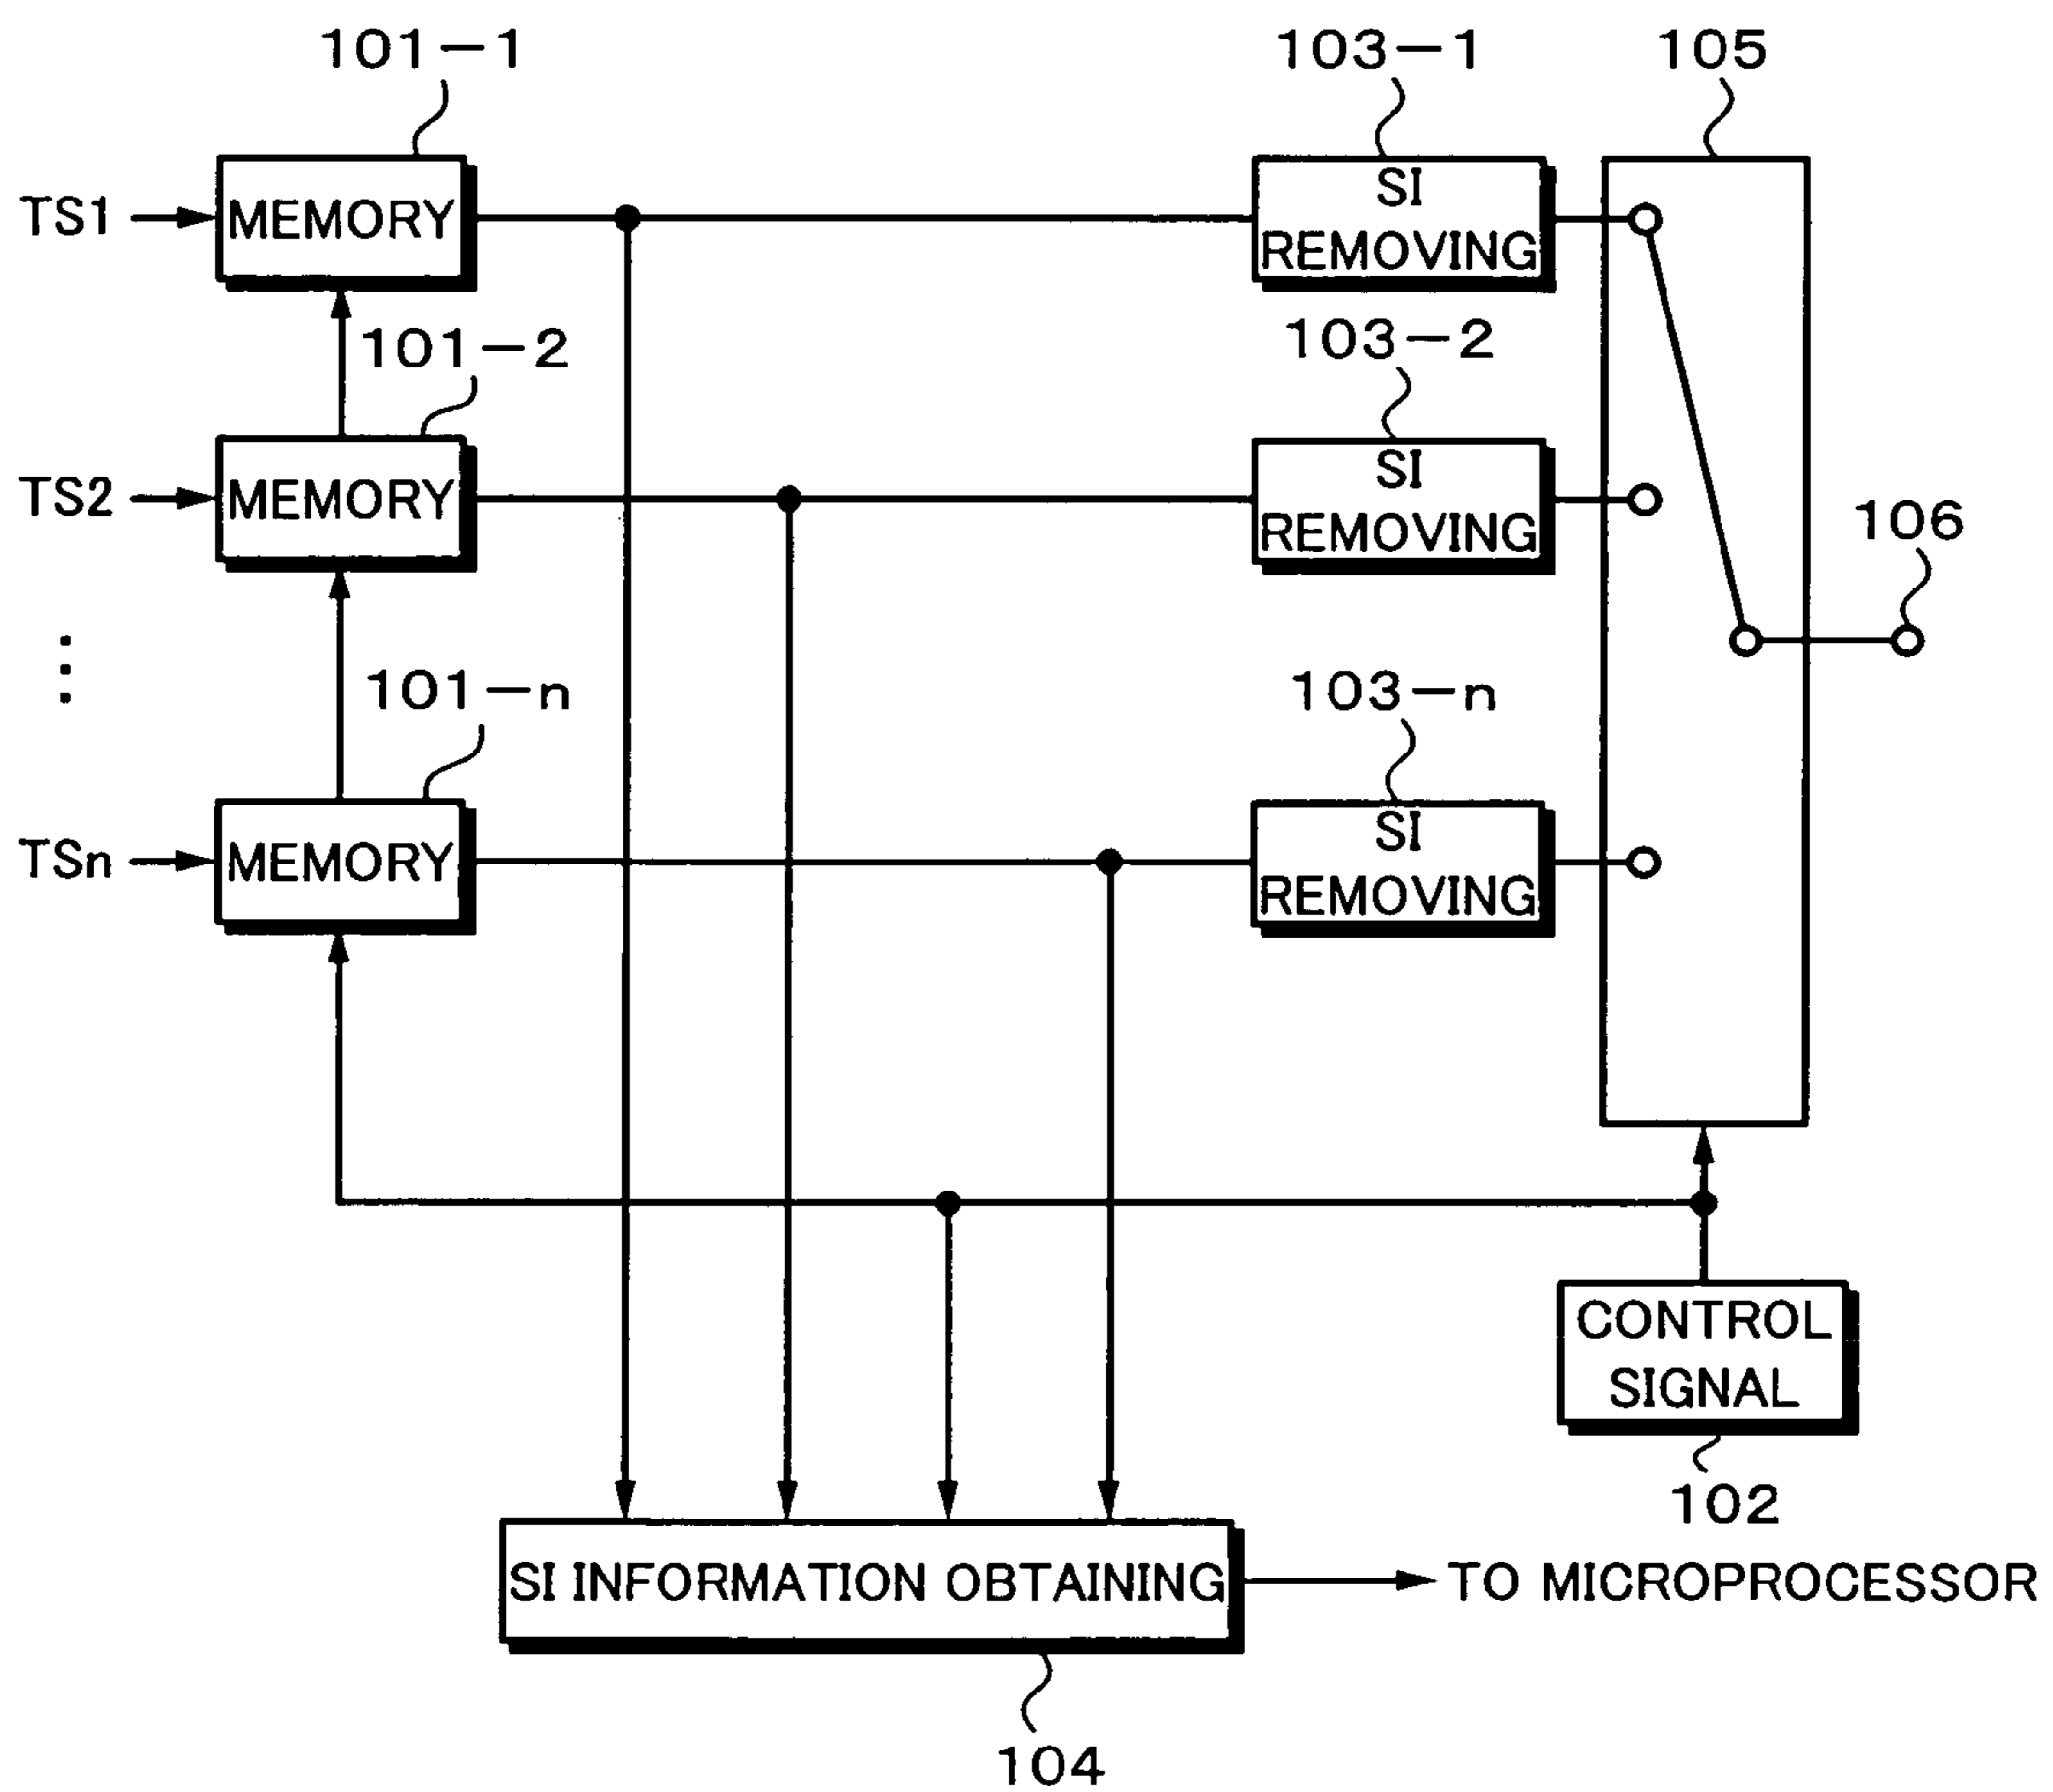 101-1
103-1
105
TS1
MEMORY
SI
REMOVING
101-2
103-2
TS2
MEMORY
SI
REMOVING
106
⋮
101-n
103-n
TSn
MEMORY
SI
REMOVING
CONTROL
SIGNAL
102
SI INFORMATION OBTAINING
TO MICROPROCESSOR
104